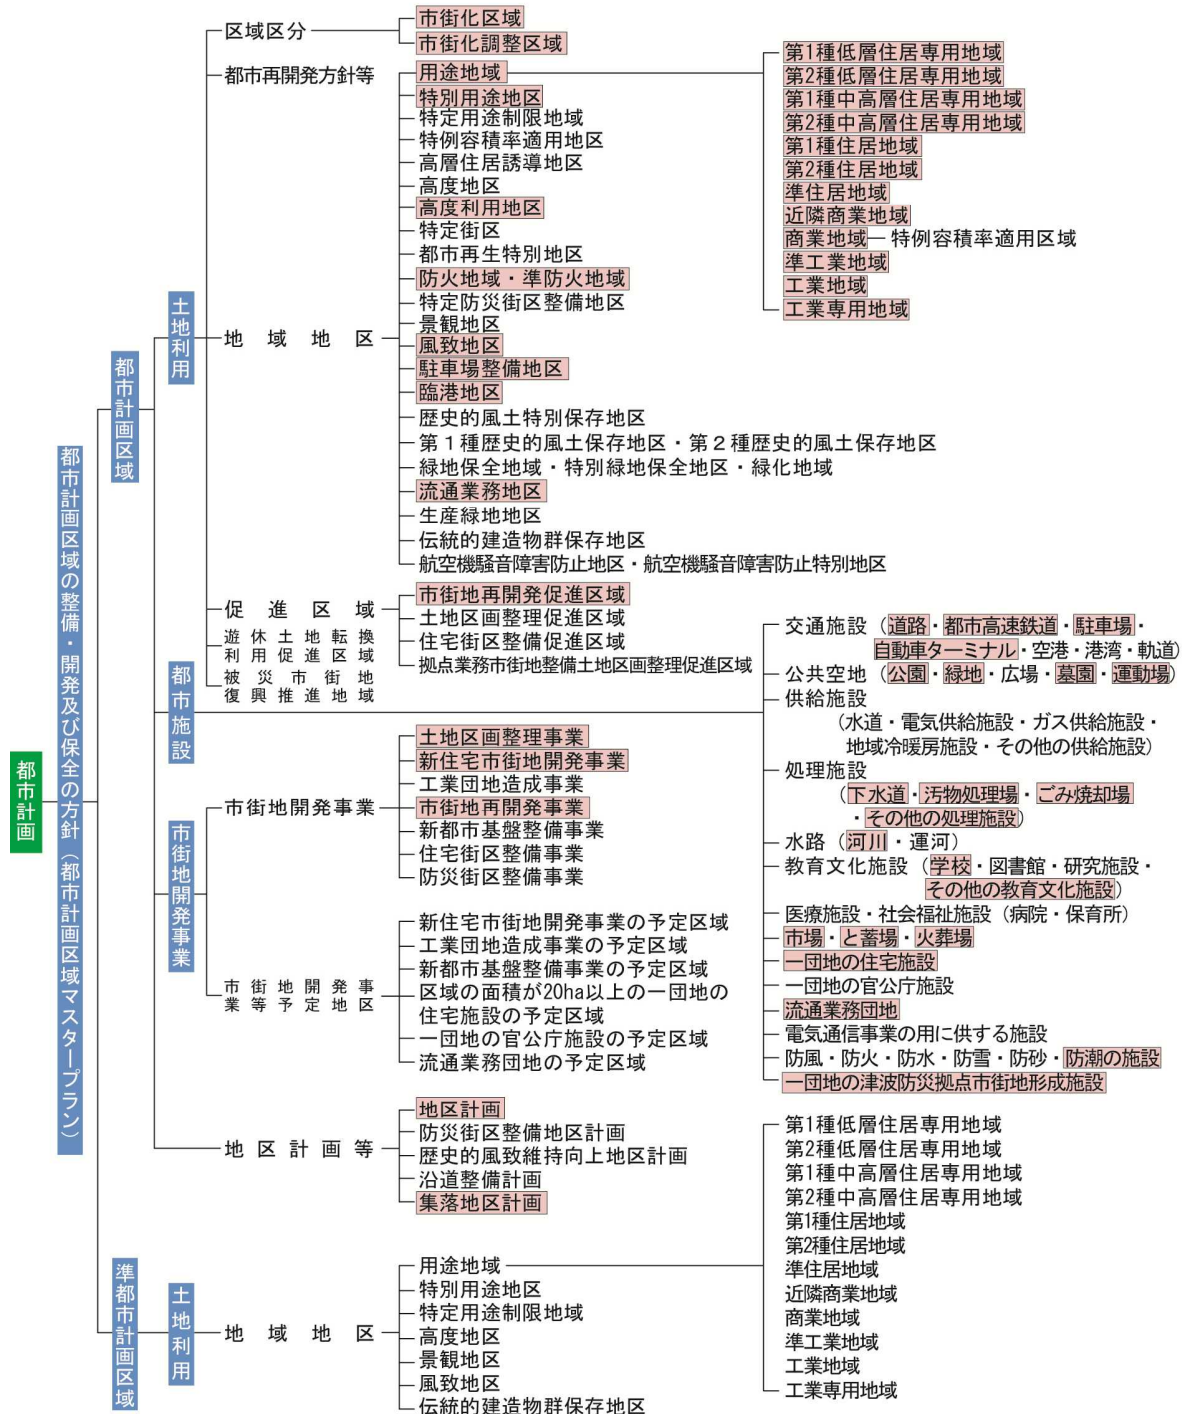 都市計画
都市計画区域の整備・開発及び保全の方針（都市計画区域マスタープラン）
都市計画区域
土地利用
区域区分
市街化区域
市街化調整区域
都市再開発方針等
地域地区
用途地域
第1種低層住居専用地域
第2種低層住居専用地域
第1種中高層住居専用地域
第2種中高層住居専用地域
第1種住居地域
第2種住居地域
準住居地域
近隣商業地域
商業地域 特例容積率適用区域
準工業地域
工業地域
工業専用地域
特別用途地区
特定用途制限地域
特例容積率適用地区
高層住居誘導地区
高度地区
高度利用地区
特定街区
都市再生特別地区
防火地域・準防火地域
特定防災街区整備地区
景観地区
風致地区
駐車場整備地区
臨港地区
歴史的風土特別保存地区
第１種歴史的風土保存地区・第２種歴史的風土保存地区
緑地保全地域・特別緑地保全地区・緑化地域
流通業務地区
生産緑地地区
伝統的建造物群保存地区
航空機騒音障害防止地区・航空機騒音障害防止特別地区
促進区域
市街地再開発促進区域
土地区画整理促進区域
住宅街区整備促進区域
拠点業務市街地整備土地区画整理促進区域
遊休土地転換
利用促進区域
被災市街地
復興推進地域
都市施設
交通施設（道路・都市高速鉄道・駐車場・
自動車ターミナル・空港・港湾・軌道）
公共空地（公園・緑地・広場・墓園・運動場）
供給施設
（水道・電気供給施設・ガス供給施設・
地域冷暖房施設・その他の供給施設）
処理施設
（下水道・汚物処理場・ごみ焼却場
・その他の処理施設）
水路（河川・運河）
教育文化施設（学校・図書館・研究施設・
その他の教育文化施設）
医療施設・社会福祉施設（病院・保育所）
市場・と蓄場・火葬場
一団地の住宅施設
一団地の官公庁施設
流通業務団地
電気通信事業の用に供する施設
防風・防火・防水・防雪・防砂・防潮の施設
一団地の津波防災拠点市街地形成施設
市街地開発事業
市街地開発事業
土地区画整理事業
新住宅市街地開発事業
工業団地造成事業
市街地再開発事業
新都市基盤整備事業
住宅街区整備事業
防災街区整備事業
市街地開発事
業等予定地区
新住宅市街地開発事業の予定区域
工業団地造成事業の予定区域
新都市基盤整備事業の予定区域
区域の面積が20ha以上の一団地の
住宅施設の予定区域
一団地の官公庁施設の予定区域
流通業務団地の予定区域
地区計画等
地区計画
防災街区整備地区計画
歴史的風致維持向上地区計画
沿道整備計画
集落地区計画
準都市計画区域
土地利用
地域地区
用途地域
特別用途地区
特定用途制限地域
高度地区
景観地区
風致地区
伝統的建造物群保存地区
第1種低層住居専用地域
第2種低層住居専用地域
第1種中高層住居専用地域
第2種中高層住居専用地域
第1種住居地域
第2種住居地域
準住居地域
近隣商業地域
商業地域
準工業地域
工業地域
工業専用地域